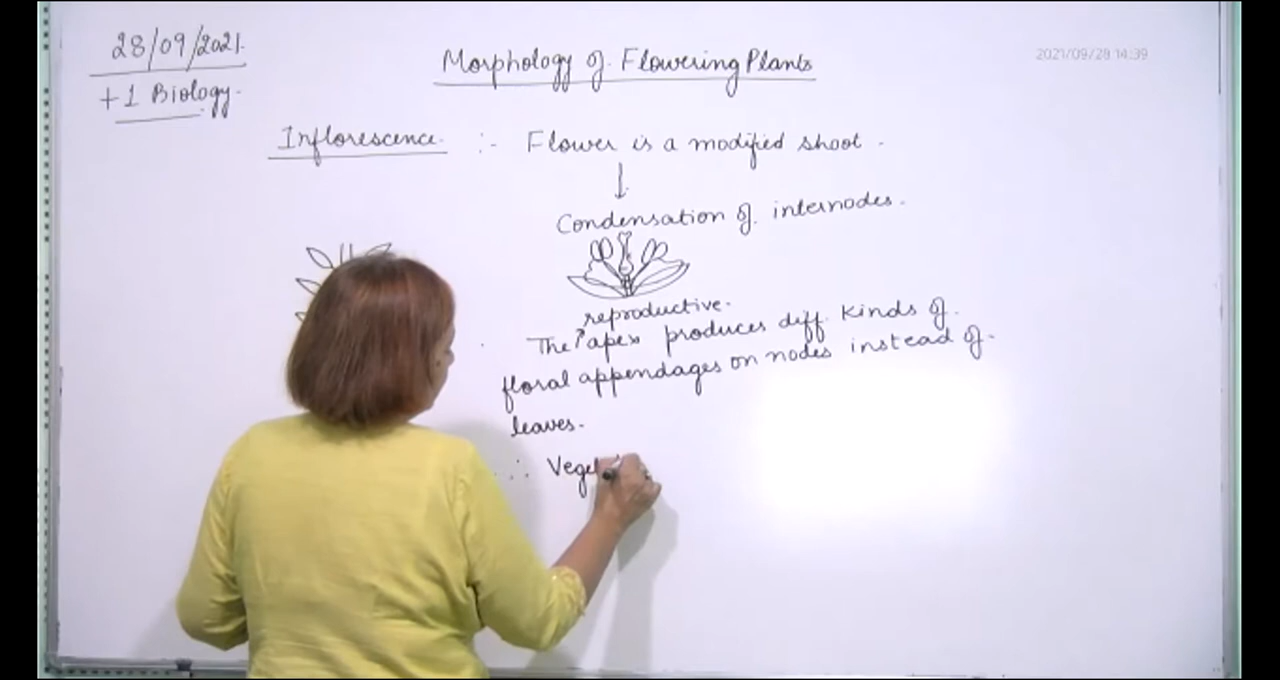 28/09/2021.
+1 Biology.
Morphology of Flowering Plants
2021/09/28 14:39
Inflorescence :- Flower is a modified shoot.
Condensation of internodes.
reproductive.
The apex produces diff. kinds of
floral appendages on nodes instead of
leaves.
∴ Veget